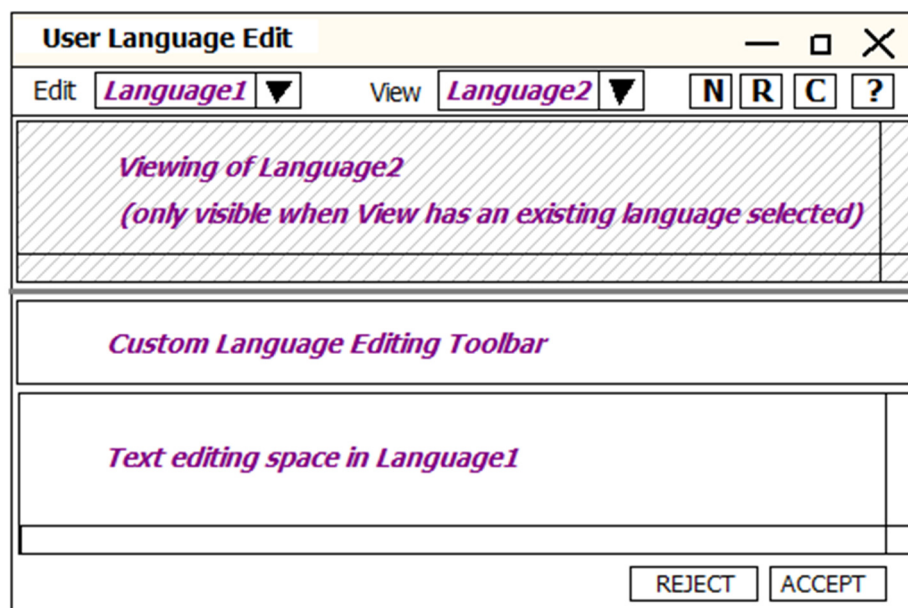 User Language Edit
Edit Language1 View Language2 N R C ?
Viewing of Language2
(only visible when View has an existing language selected)
Custom Language Editing Toolbar
Text editing space in Language1
REJECT ACCEPT